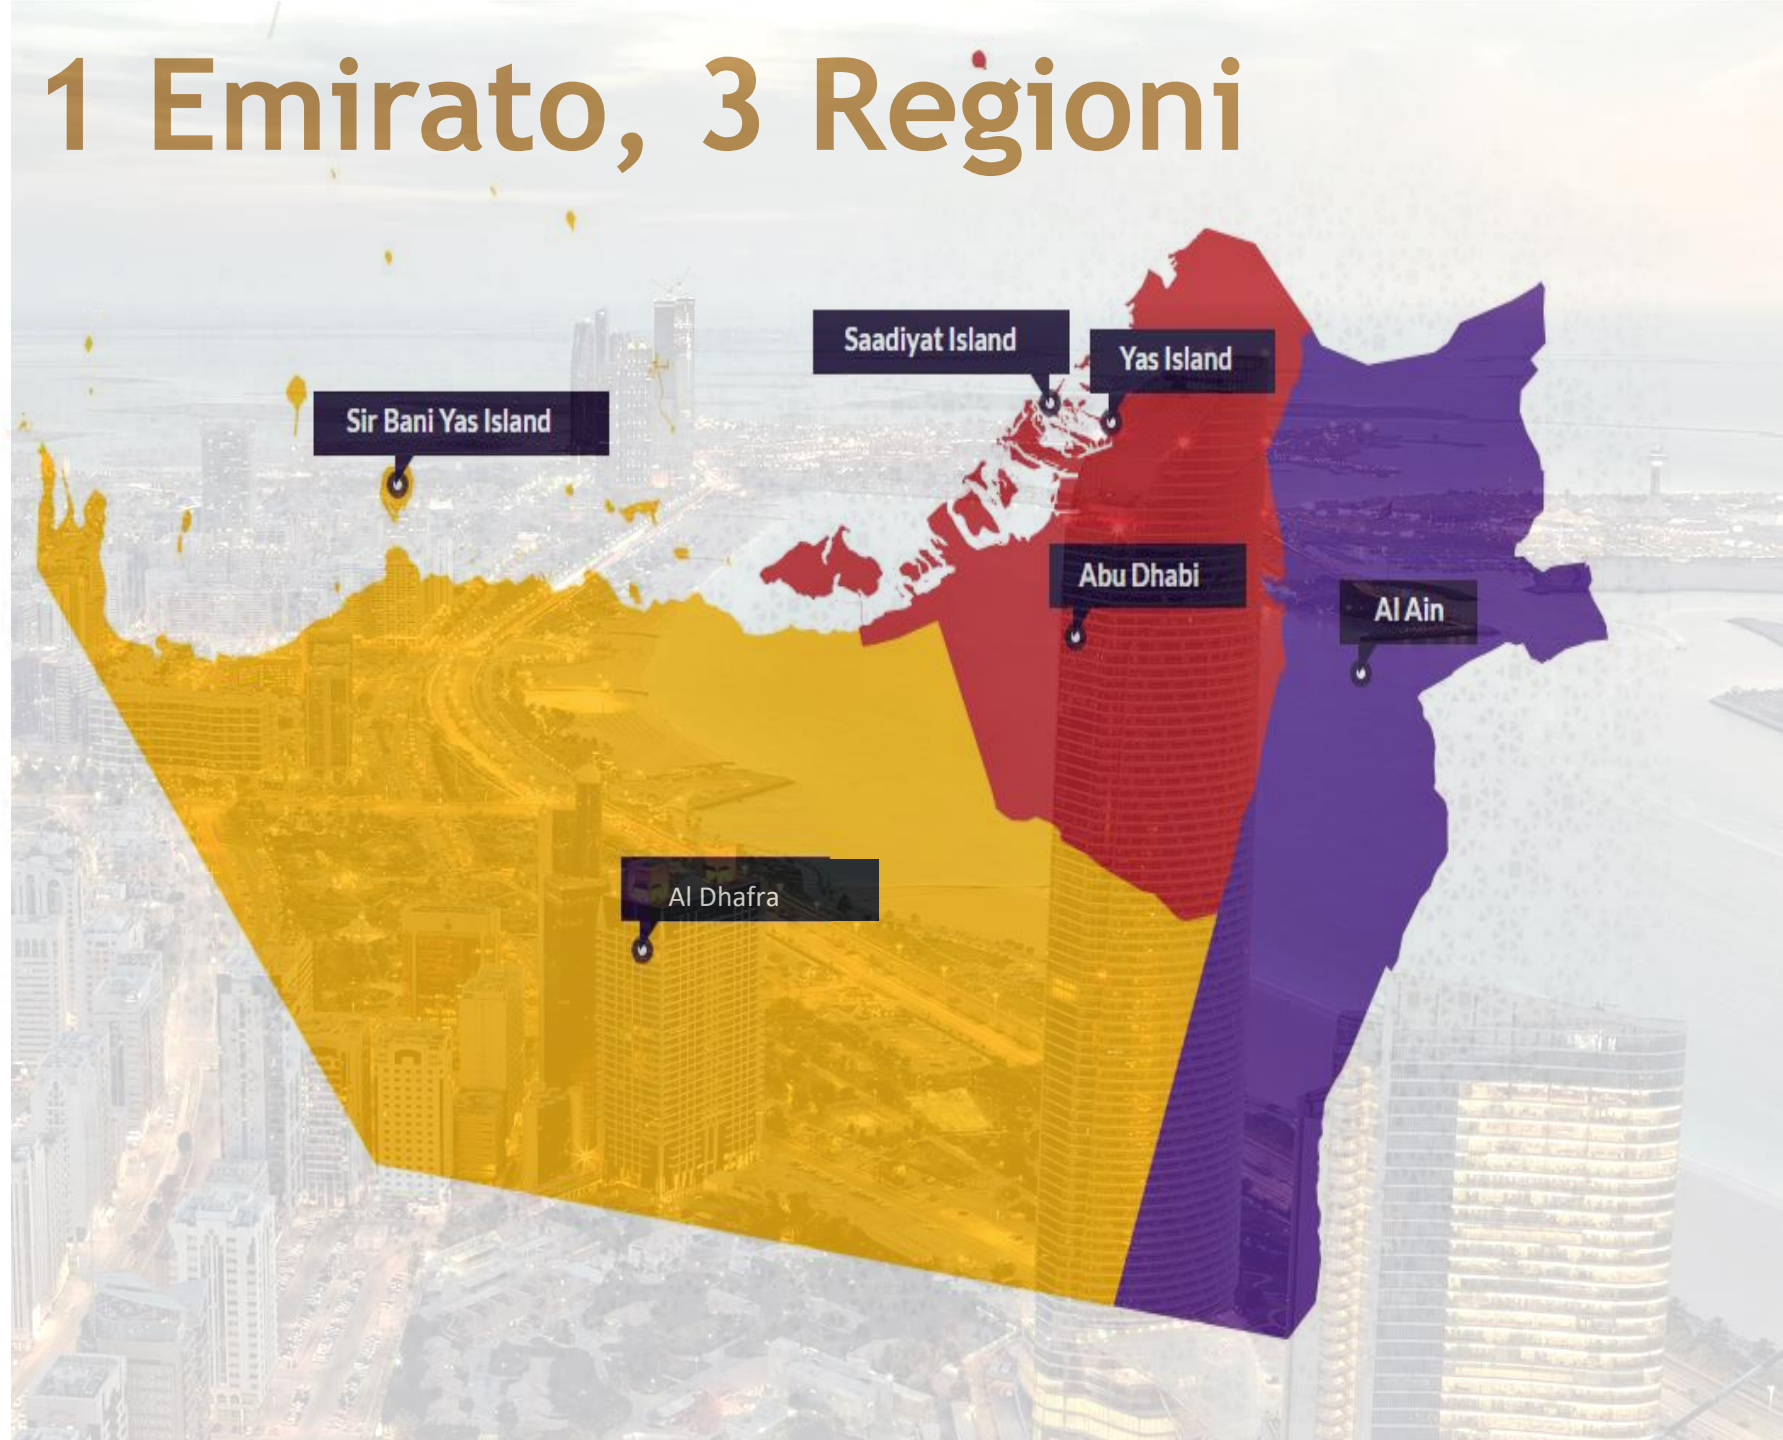 1 Emirato, 3 Regioni
Saadiyat Island
Yas Island
Sir Bani Yas Island
Abu Dhabi
Al Ain
Al Dhafra